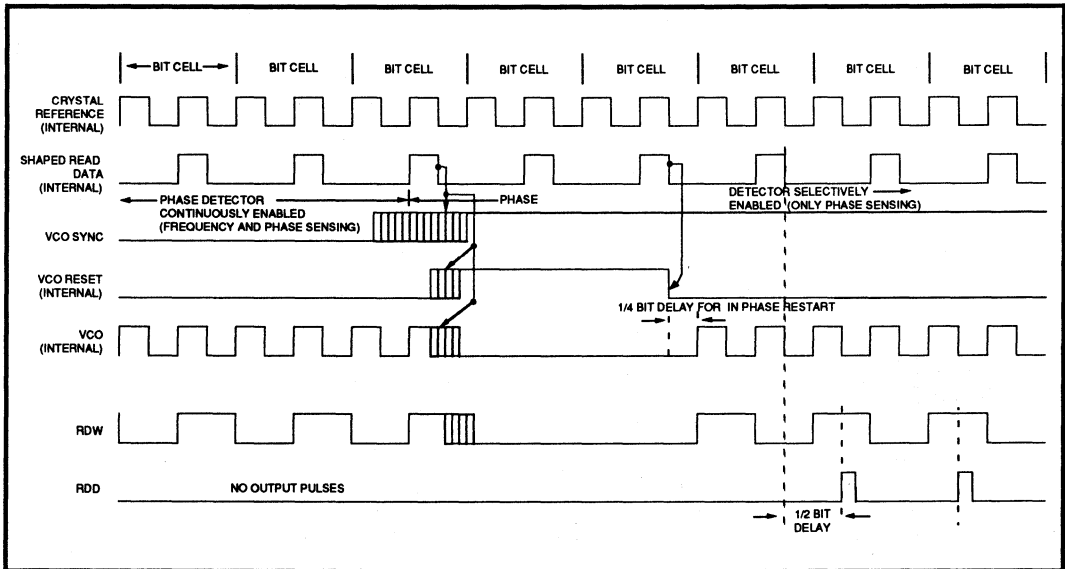 BIT CELL BIT CELL BIT CELL BIT CELL BIT CELL BIT CELL BIT CELL BIT CELL
CRYSTAL
REFERENCE
(INTERNAL)
SHAPED READ
DATA
(INTERNAL)
PHASE DETECTOR
CONTINUOUSLY ENABLED
(FREQUENCY AND PHASE SENSING)
PHASE
DETECTOR SELECTIVELY
ENABLED (ONLY PHASE SENSING)
VCO SYNC
VCO RESET
(INTERNAL)
1/4 BIT DELAY FOR IN PHASE RESTART
VCO
(INTERNAL)
RDW
RDD
NO OUTPUT PULSES
1/2 BIT
DELAY